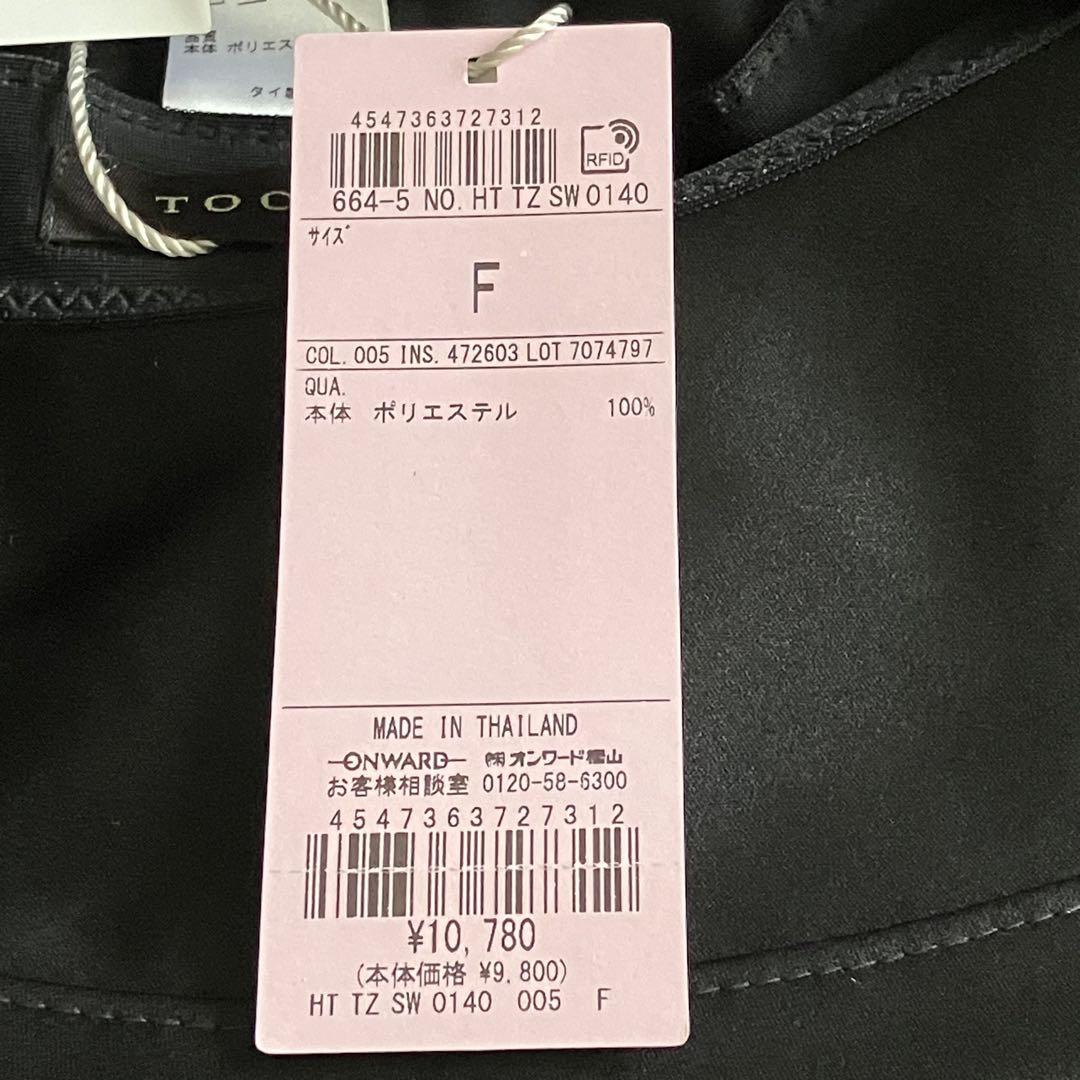 本体 ポリエス
タイ
TOC
4547363727312
RFID
664-5 NO. HT TZ SW 0140
サイズ
F
COL. 005 INS. 472603 LOT 7074797
QUA.
本体 ポリエステル 100%
MADE IN THAILAND
ONWARD ㈱オンワード樫山
お客様相談室 0120-58-6300
4547363727312
¥10,780
(本体価格 ¥9,800)
HT TZ SW 0140 005 F